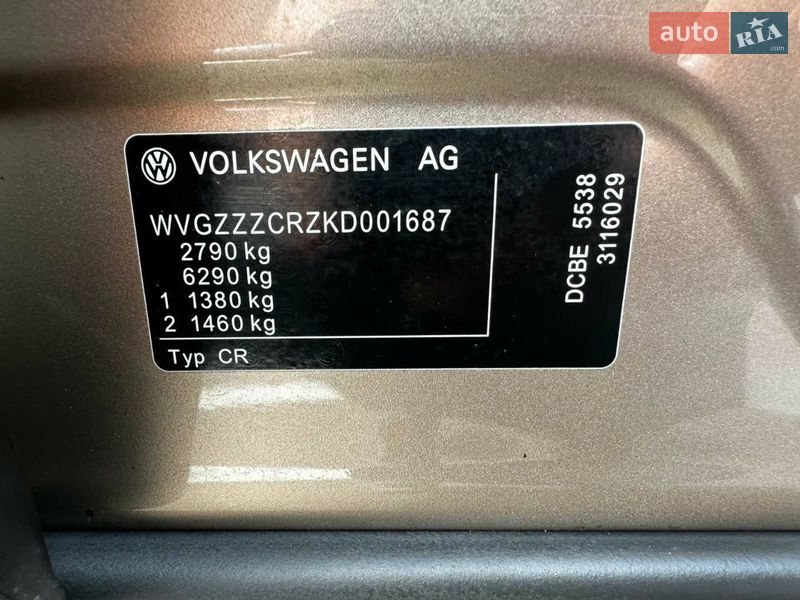 auto RIA.com
VOLKSWAGEN AG
WVGZZZCRZKD001687
2790 kg
6290 kg
1 1380 kg
2 1460 kg
Typ CR
DCBE 5538
3116029